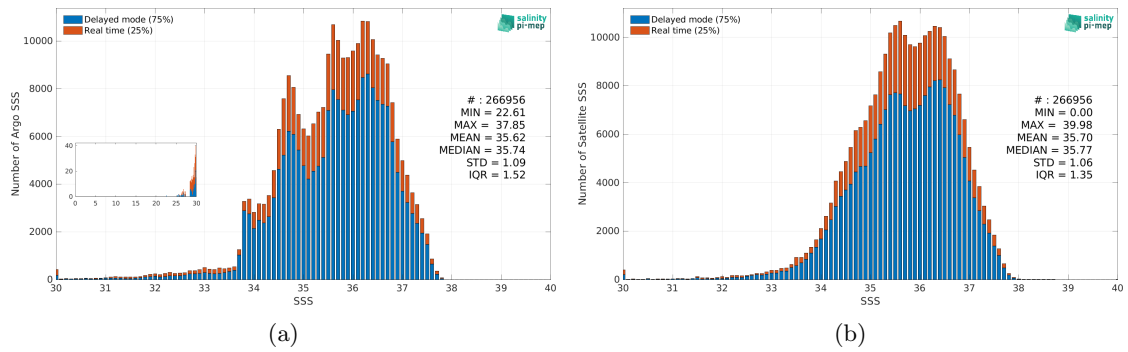 Delayed mode (75%)
Real time (25%)
salinity
pi-mep
Number of Argo SSS
10000
8000
6000
4000
2000
0
# : 266956
MIN = 22.61
MAX = 37.85
MEAN = 35.62
MEDIAN = 35.74
STD = 1.09
IQR = 1.52
40
20
0
0 5 10 15 20 25 30
30 31 32 33 34 35 36 37 38 39 40
SSS
(a)
Delayed mode (75%)
Real time (25%)
salinity
pi-mep
Number of Satellite SSS
10000
8000
6000
4000
2000
0
# : 266956
MIN = 0.00
MAX = 39.98
MEAN = 35.70
MEDIAN = 35.77
STD = 1.06
IQR = 1.35
30 31 32 33 34 35 36 37 38 39 40
SSS
(b)